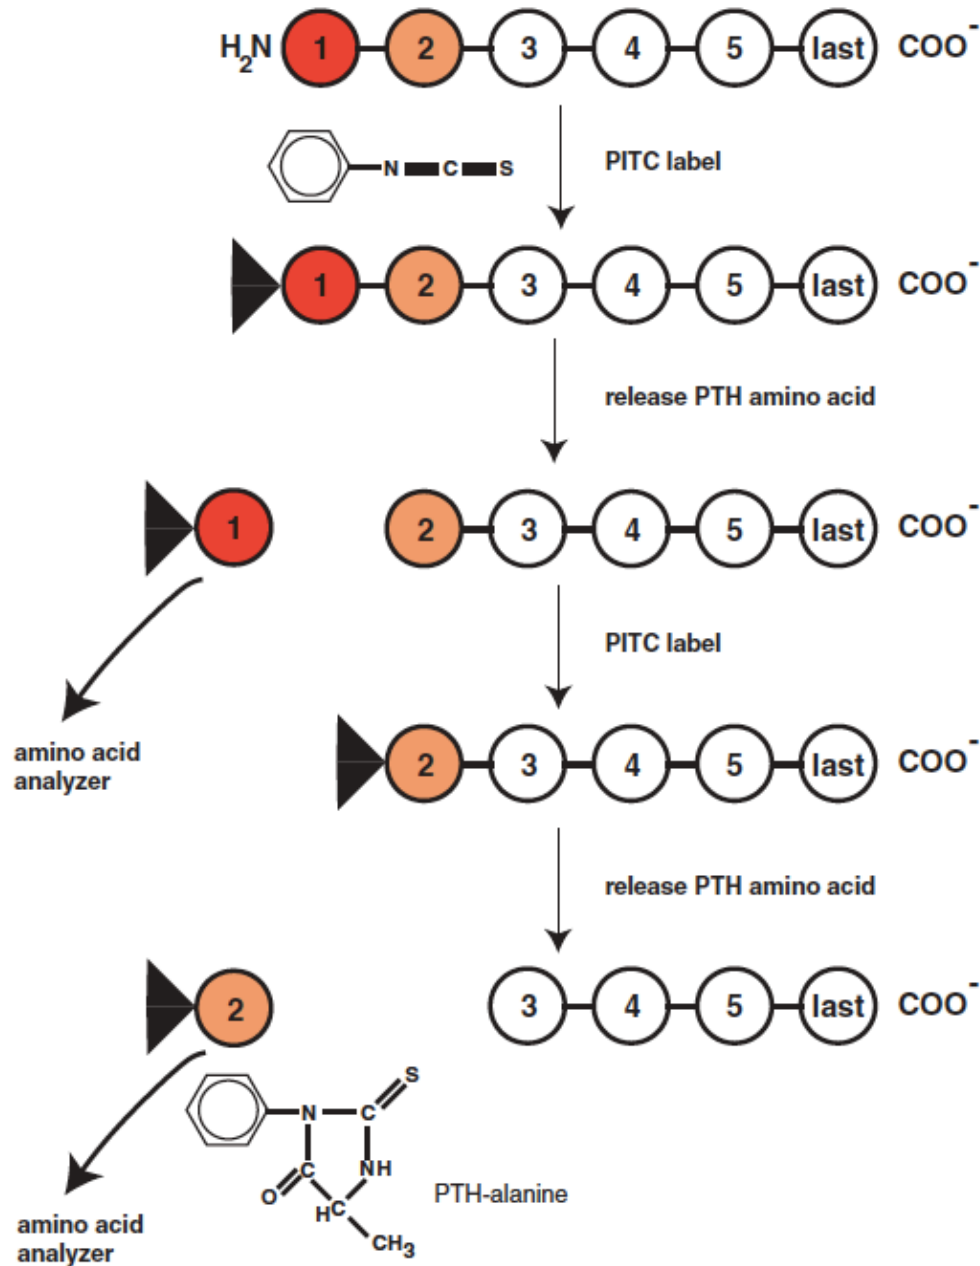 H2N 1 2 3 4 5 last COO-
N C S
PITC label
1 2 3 4 5 last COO-
release PTH amino acid
1 2 3 4 5 last COO-
PITC label
amino acid
analyzer
2 3 4 5 last COO-
release PTH amino acid
2 3 4 5 last COO-
S
N C
C NH
O
HC
CH3
PTH-alanine
amino acid
analyzer